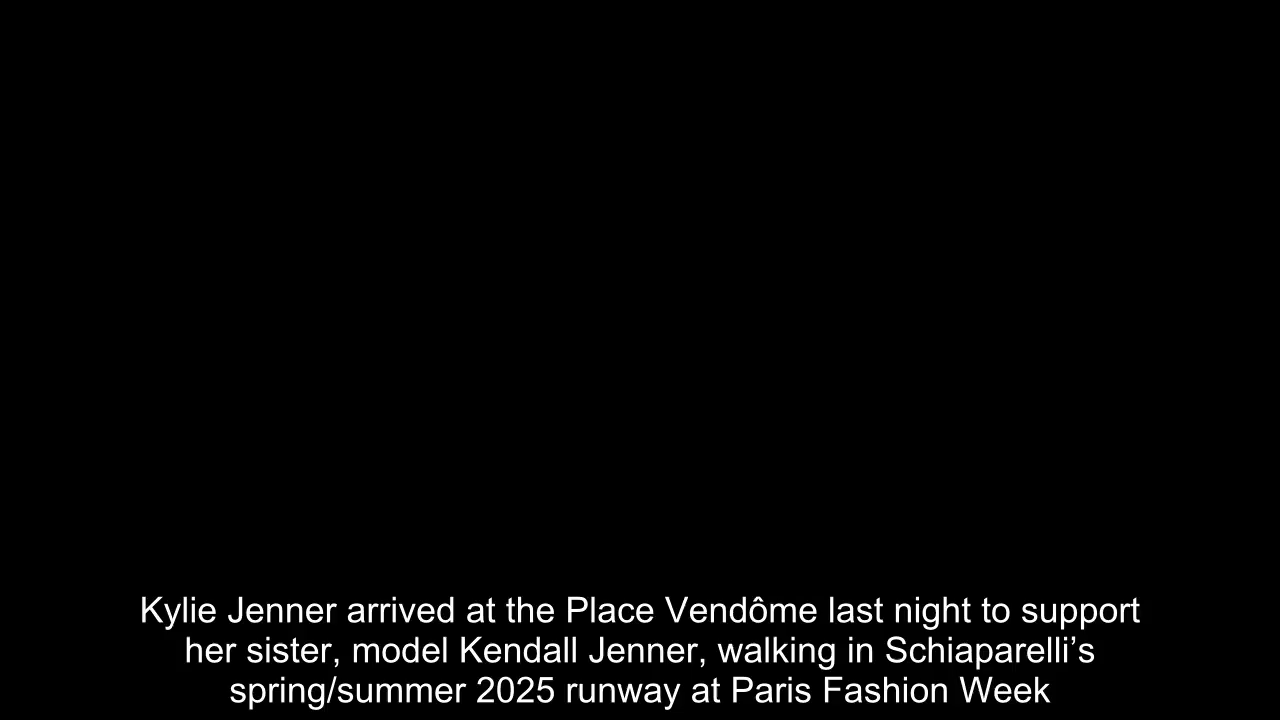 Kylie Jenner arrived at the Place Vendôme last night to support
her sister, model Kendall Jenner, walking in Schiaparelli’s
spring/summer 2025 runway at Paris Fashion Week